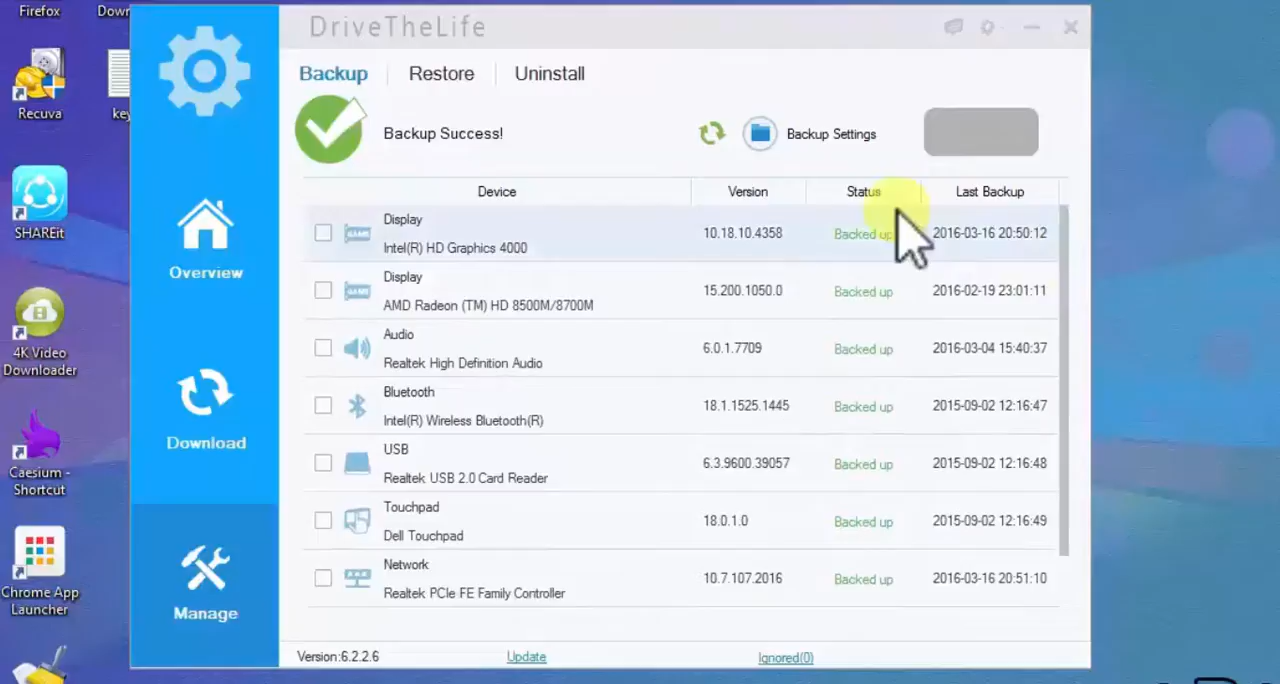 Firefox
Down
Recuva
key
SHAREit
4K Video
Downloader
Caesium -
Shortcut
Chrome App
Launcher
DriveTheLife
Backup
Restore
Uninstall
Backup Success!
Backup Settings
Overview
Download
Manage
Device Version Status Last Backup
Display
Intel(R) HD Graphics 4000
10.18.10.4358 Backed up 2016-03-16 20:50:12
Display
AMD Radeon (TM) HD 8500M/8700M
15.200.1050.0 Backed up 2016-02-19 23:01:11
Audio
Realtek High Definition Audio
6.0.1.7709 Backed up 2016-03-04 15:40:37
Bluetooth
Intel(R) Wireless Bluetooth(R)
18.1.1525.1445 Backed up 2015-09-02 12:16:47
USB
Realtek USB 2.0 Card Reader
6.3.9600.39057 Backed up 2015-09-02 12:16:48
Touchpad
Dell Touchpad
18.0.1.0 Backed up 2015-09-02 12:16:49
Network
Realtek PCIe FE Family Controller
10.7.107.2016 Backed up 2016-03-16 20:51:10
Version:6.2.2.6 Update Ignored(0)